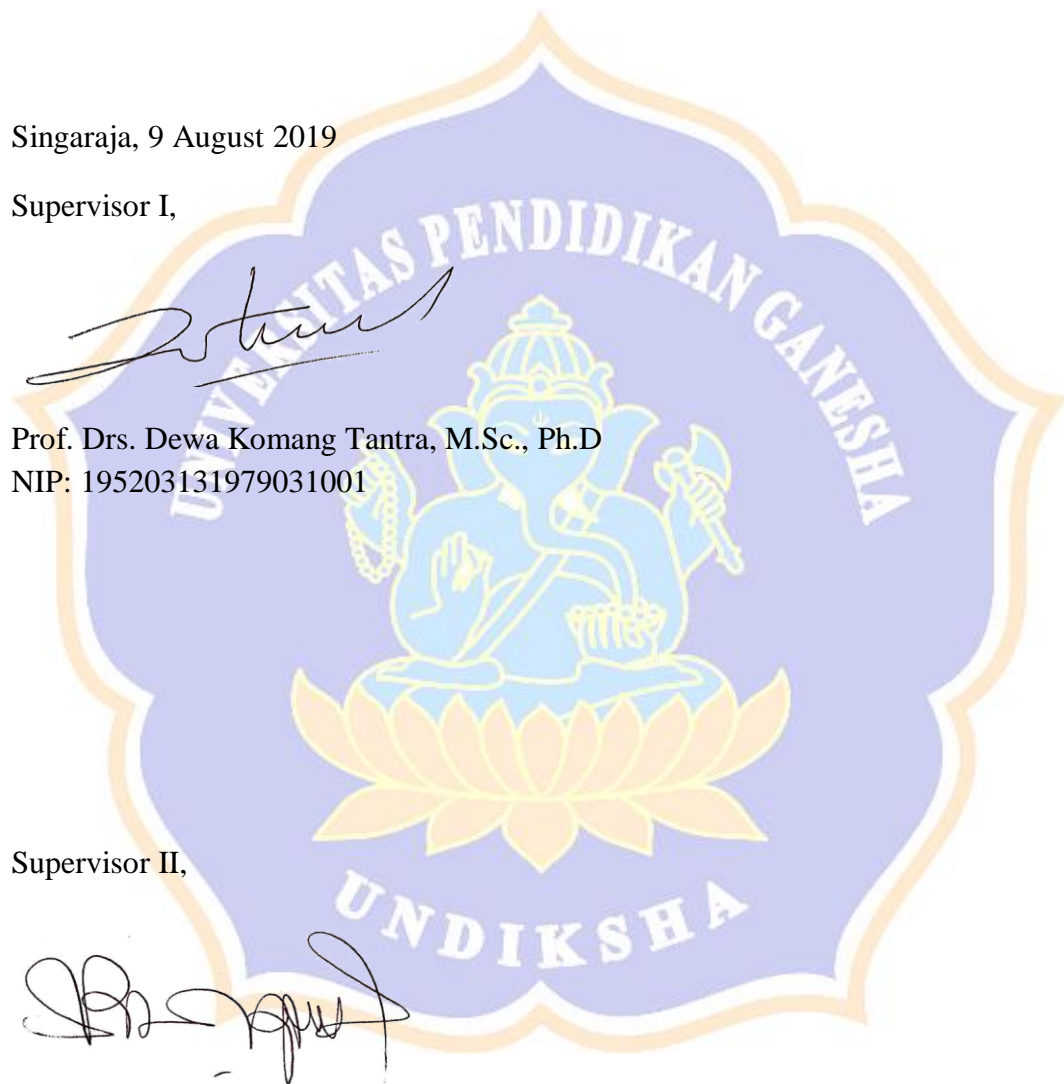 Singaraja, 9 August 2019
Supervisor I,
UNIVERSITAS PENDIDIKAN GANESHA
Prof. Drs. Dewa Komang Tantra, M.Sc., Ph.D
NIP: 195203131979031001
Supervisor II,
UNDIKSHA